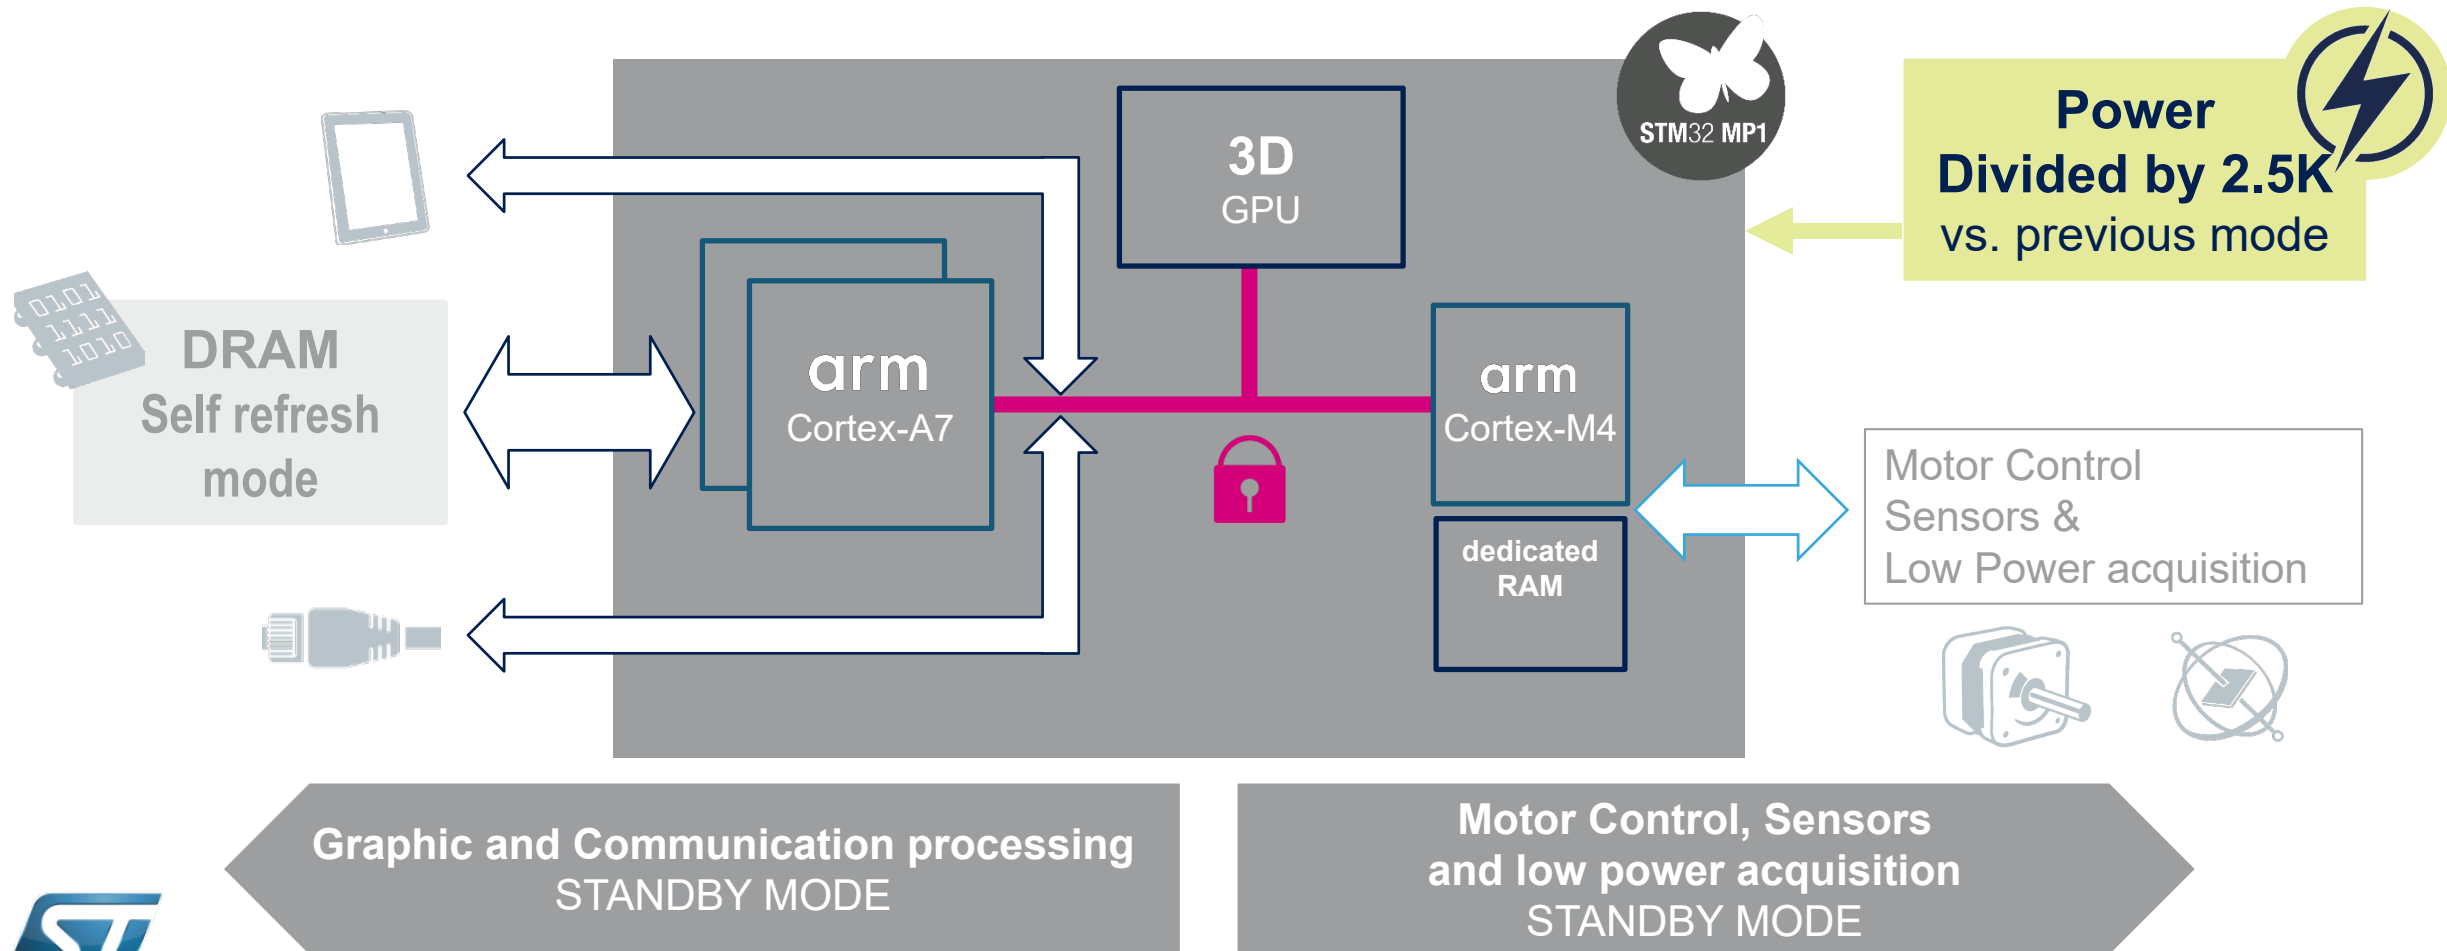 STM32 MP1
Power
Divided by 2.5K
vs. previous mode
3D
GPU
0101
1111
1010
DRAM
Self refresh
mode
arm
Cortex-A7
arm
Cortex-M4
dedicated
RAM
Motor Control
Sensors &
Low Power acquisition
Graphic and Communication processing
STANDBY MODE
Motor Control, Sensors
and low power acquisition
STANDBY MODE
ST